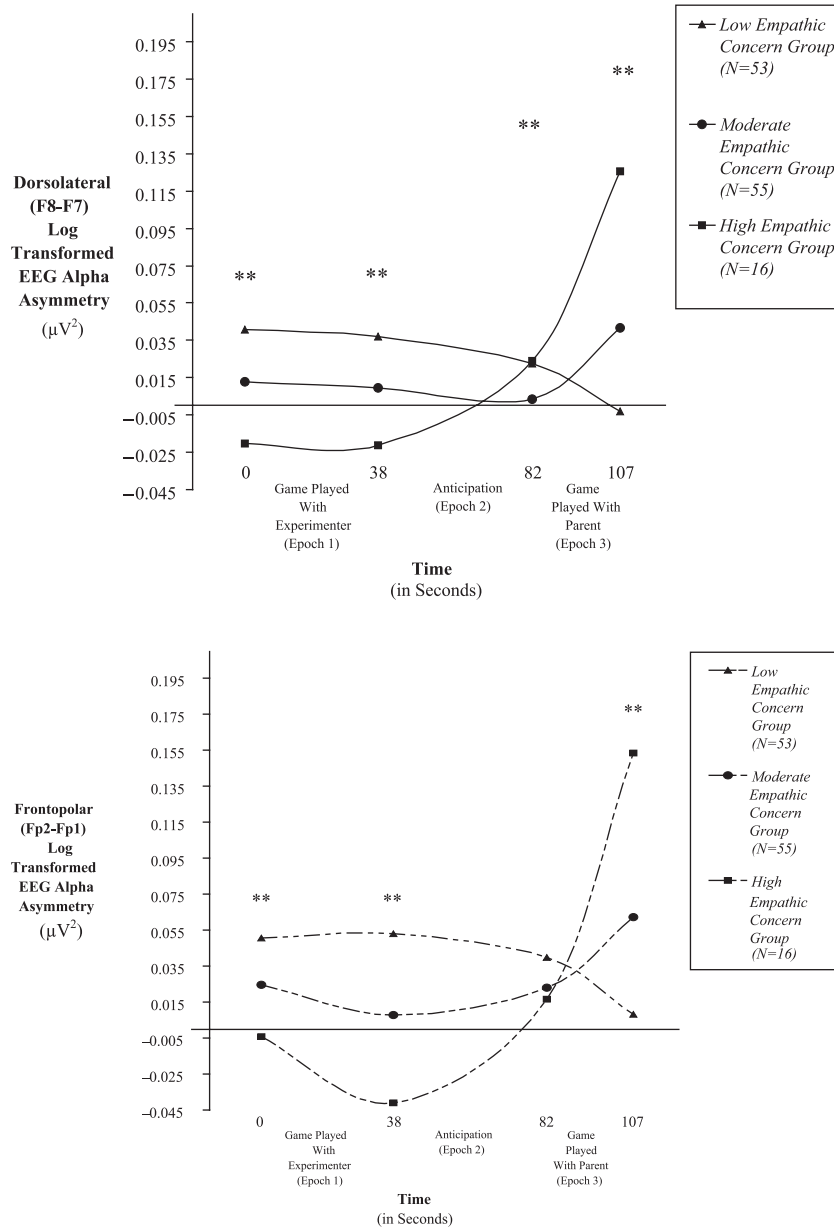 0.195
0.175
0.155
0.135
0.115
0.095
0.075
0.055
0.035
0.015
−0.005
−0.025
−0.045
Dorsolateral
(F8-F7)
Log
Transformed
EEG Alpha
Asymmetry
(μV²)
**
**
**
**
Low Empathic
Concern Group
(N=53)
Moderate
Empathic
Concern Group
(N=55)
High Empathic
Concern Group
(N=16)
0 38 82 107
Game Played
With
Experimenter
(Epoch 1)
Anticipation
(Epoch 2)
Game
Played With
Parent
(Epoch 3)
Time
(in Seconds)
0.195
0.175
0.155
0.135
0.115
0.095
0.075
0.055
0.035
0.015
−0.005
−0.025
−0.045
Frontopolar
(Fp2-Fp1)
Log
Transformed
EEG Alpha
Asymmetry
(μV²)
**
**
**
Low
Empathic
Concern
Group
(N=53)
Moderate
Empathic
Concern
Group
(N=55)
High
Empathic
Concern
Group
(N=16)
0 38 82 107
Game Played
With
Experimenter
(Epoch 1)
Anticipation
(Epoch 2)
Game
Played
With Parent
(Epoch 3)
Time
(in Seconds)